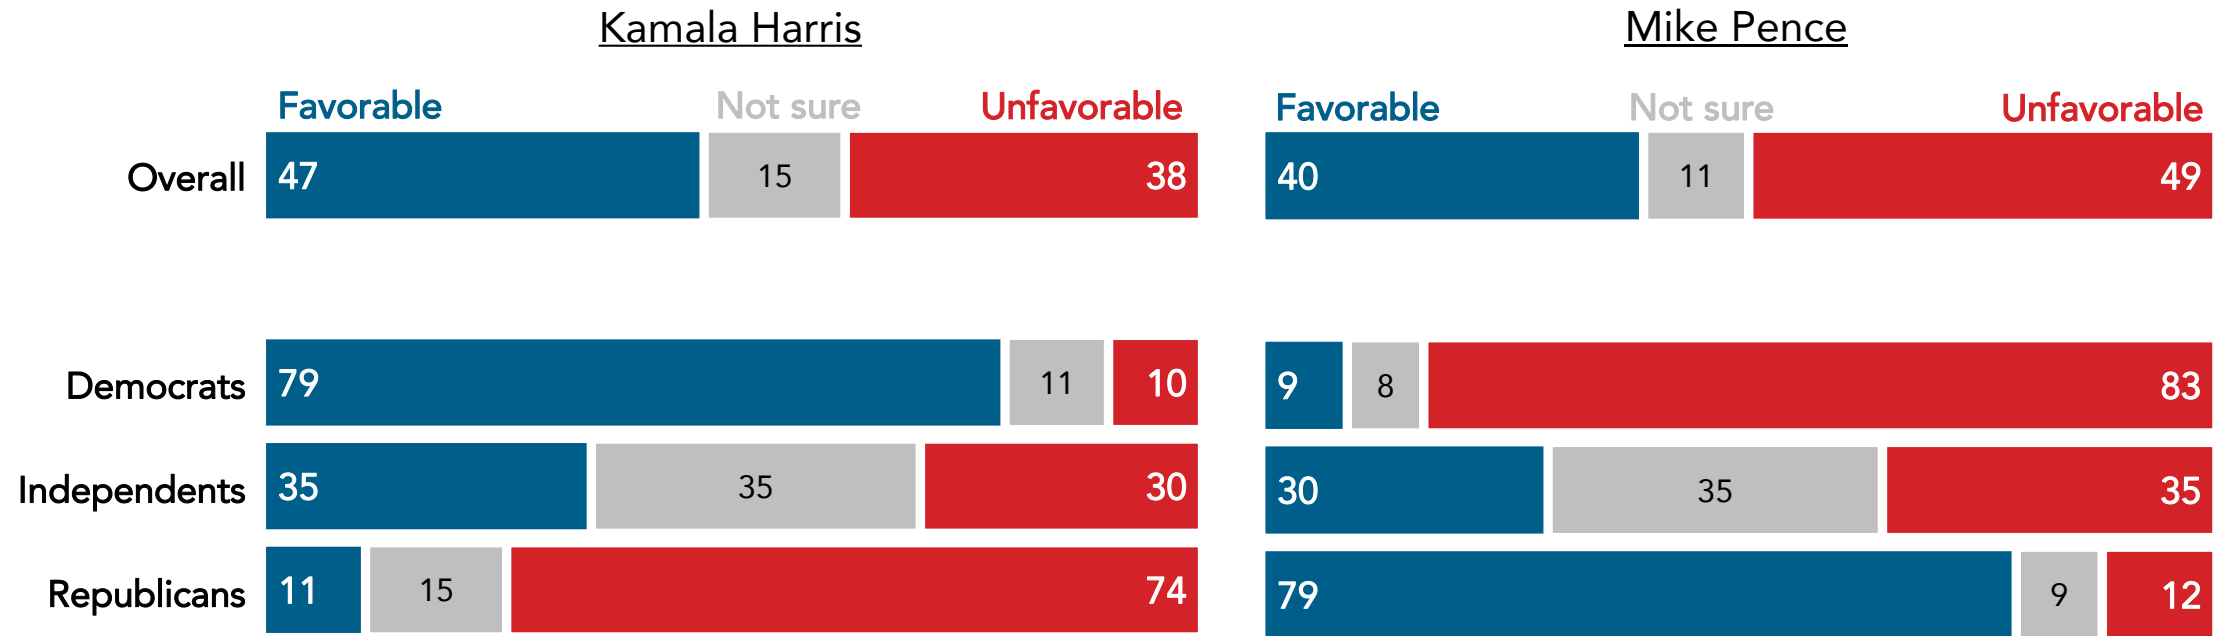 Kamala Harris Mike Pence
Favorable Not sure Unfavorable Favorable Not sure Unfavorable
Overall 47 15 38 40 11 49
Democrats 79 11 10 9 8 83
Independents 35 35 30 30 35 35
Republicans 11 15 74 79 9 12